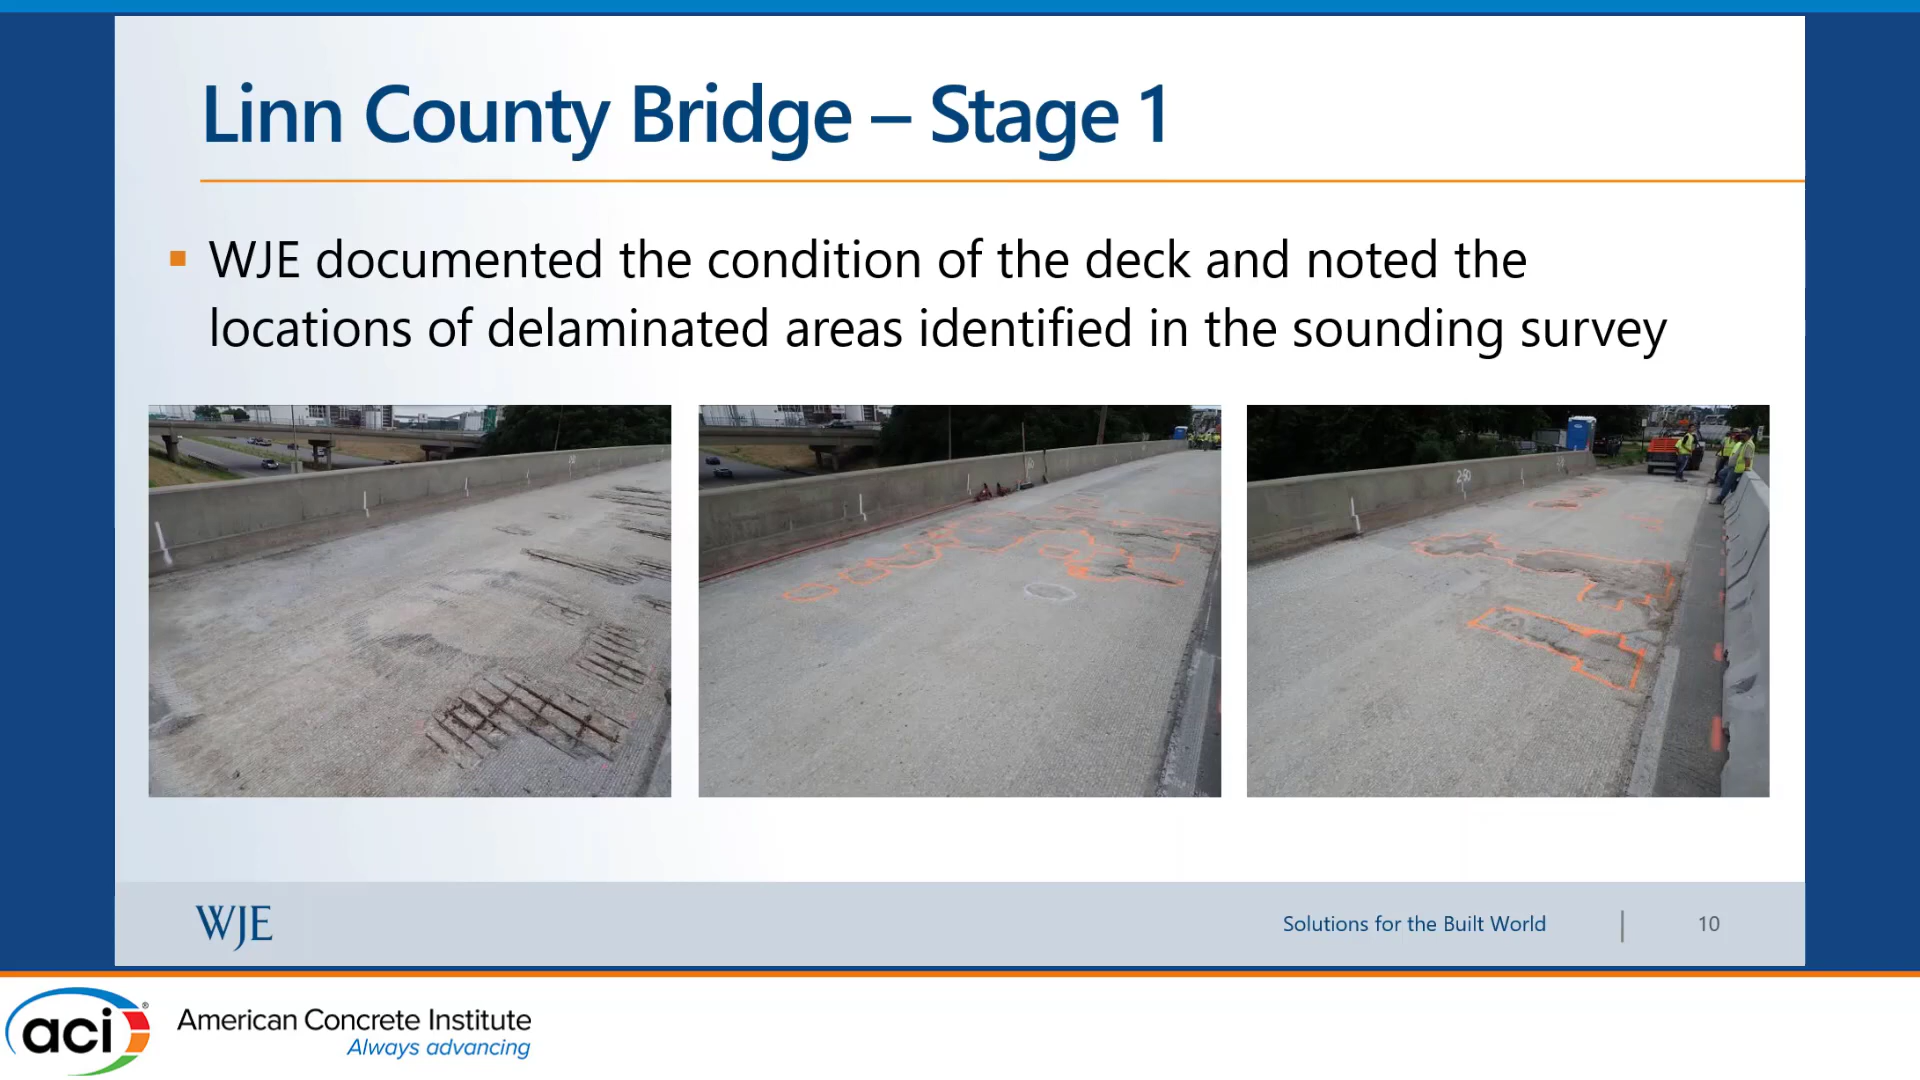 Linn County Bridge – Stage 1
WJE documented the condition of the deck and noted the
locations of delaminated areas identified in the sounding survey
280
WJE
Solutions for the Built World
10
aci®
American Concrete Institute
Always advancing